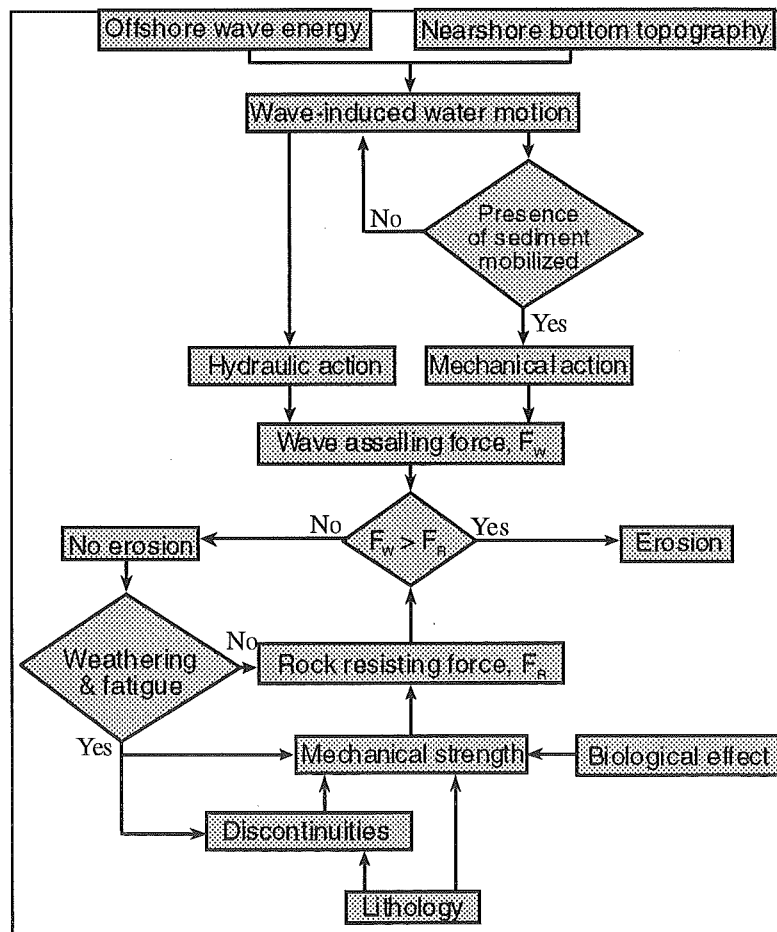 Offshore wave energy
Nearshore bottom topography
Wave-induced water motion
No
Presence
of sediment
mobilized
Yes
Hydraulic action
Mechanical action
Wave assailing force, Fw
No
Fw > FR
Yes
No erosion
Erosion
Weathering
& fatigue
No
Rock resisting force, FR
Yes
Mechanical strength
Biological effect
Discontinuities
Lithology